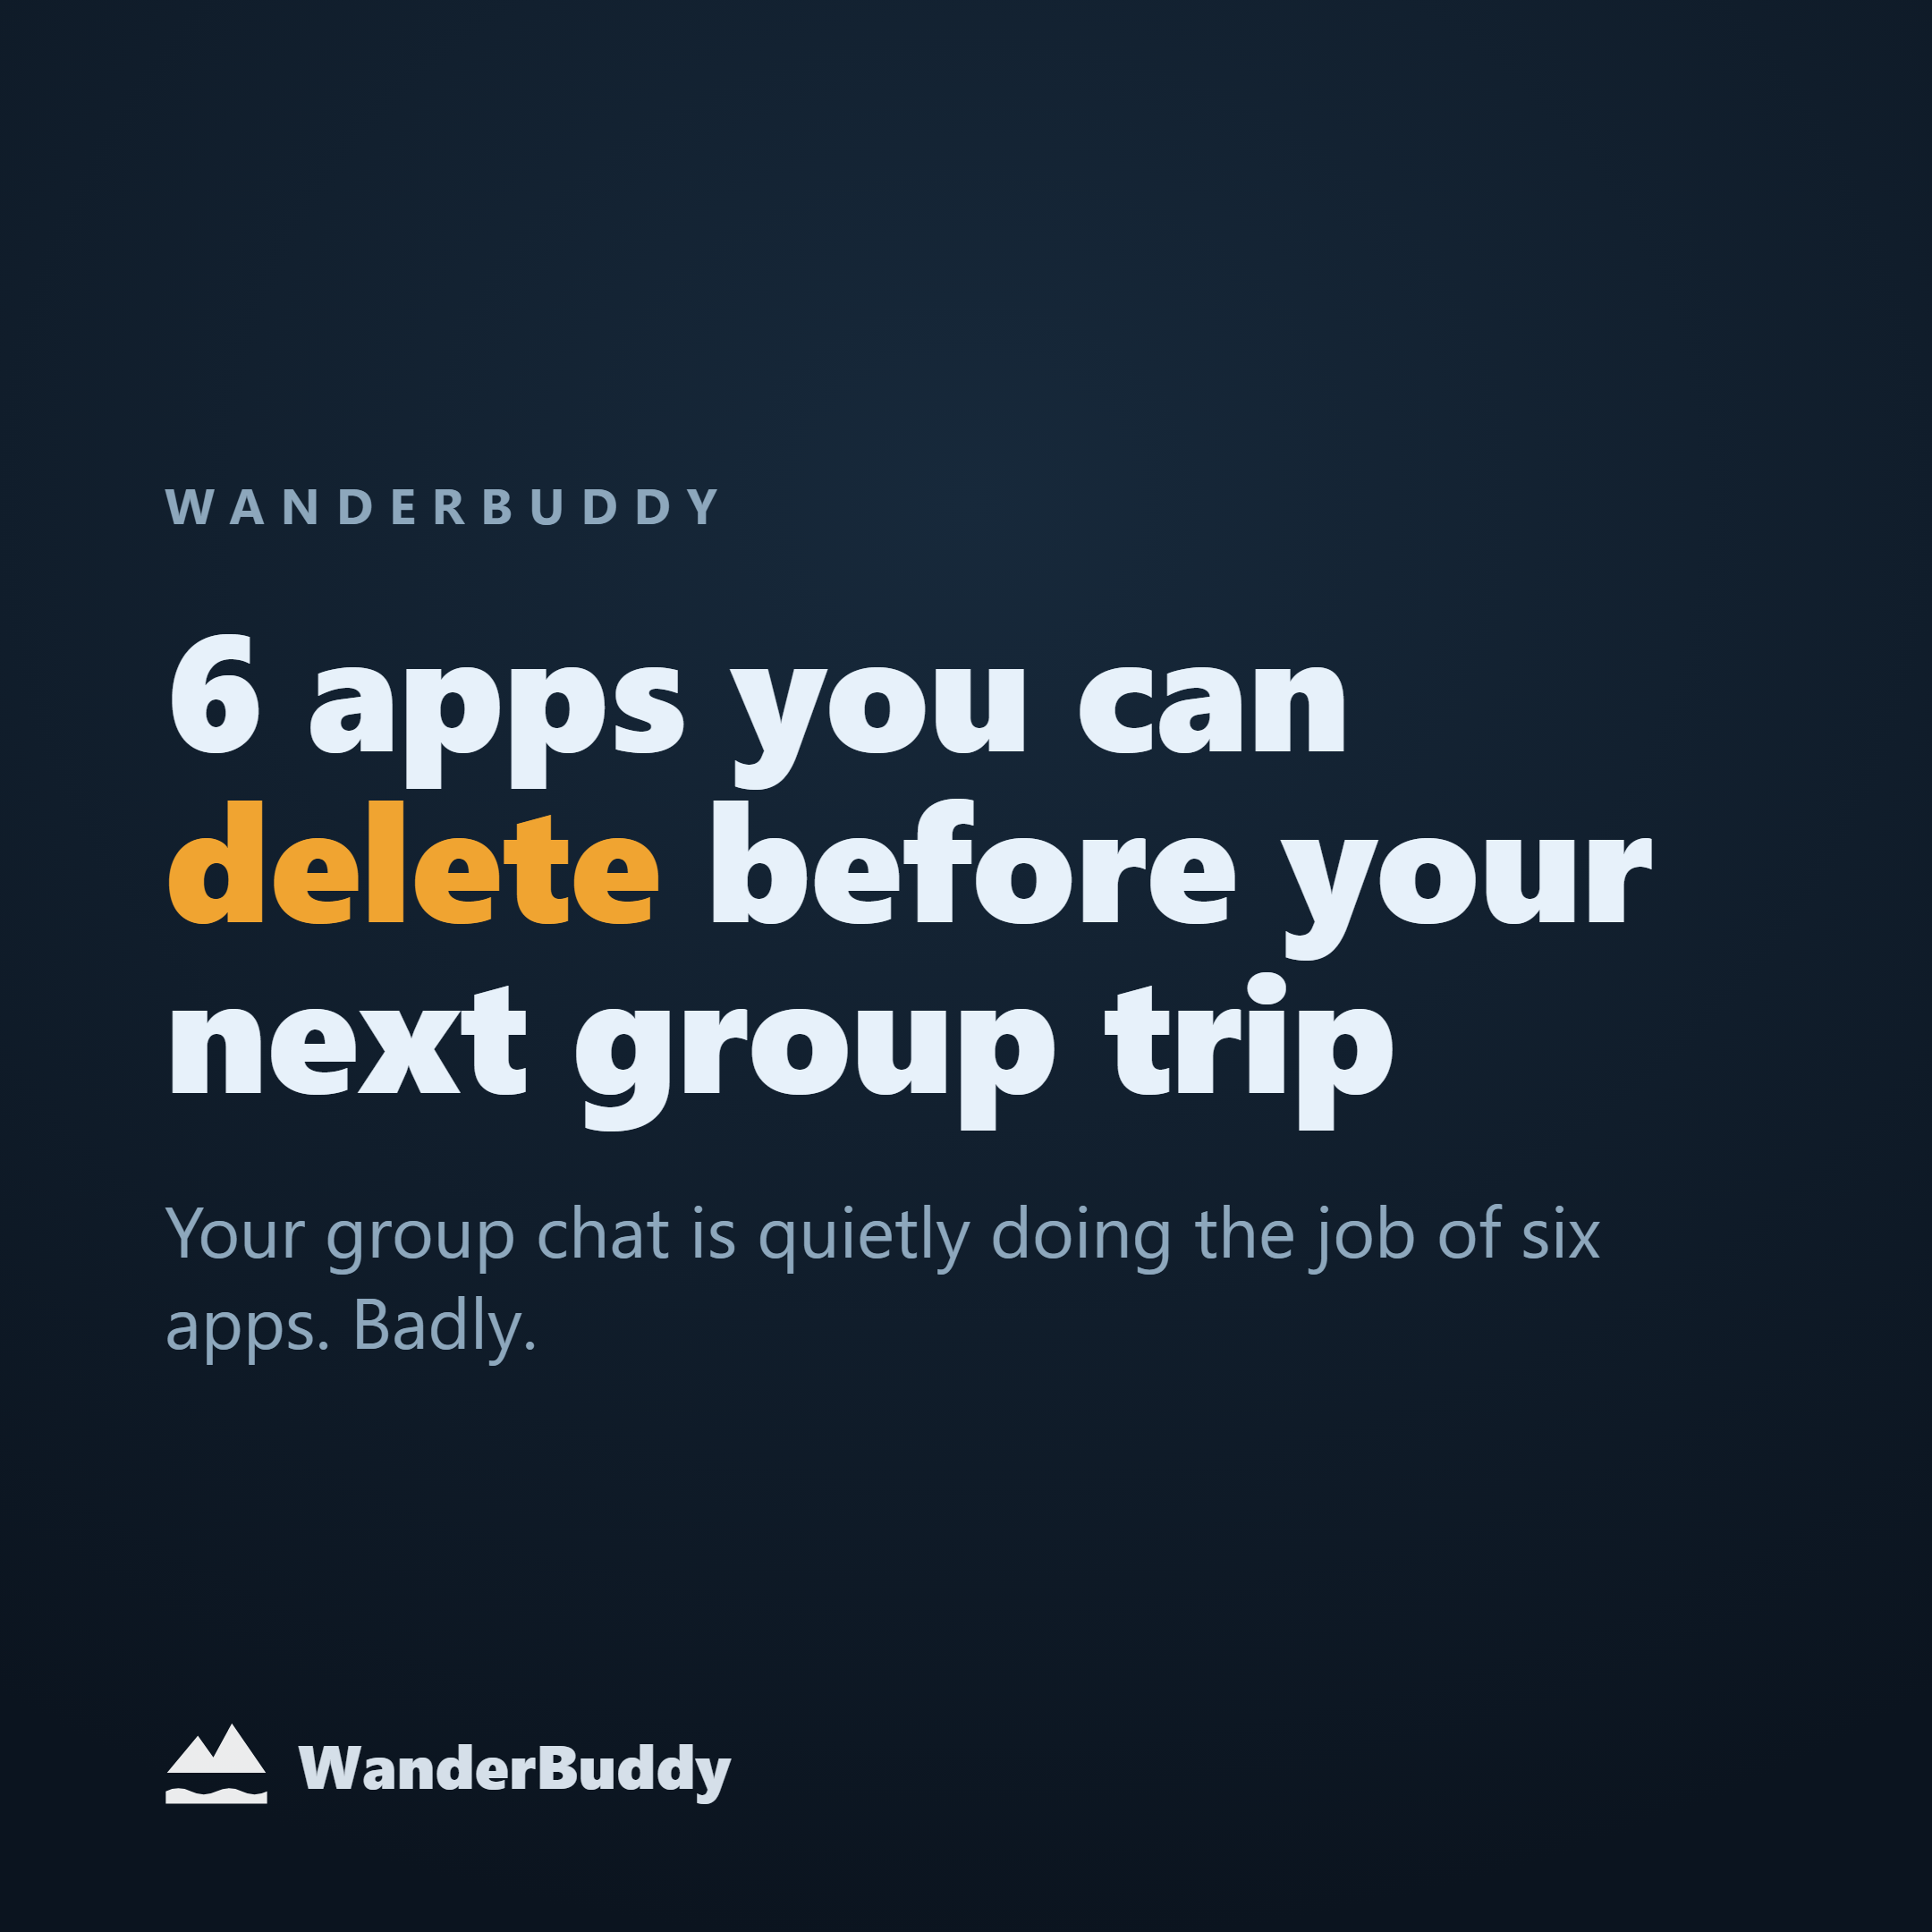 WANDERBUDDY
6 apps you can
delete before your
next group trip
Your group chat is quietly doing the job of six
apps. Badly.
WanderBuddy